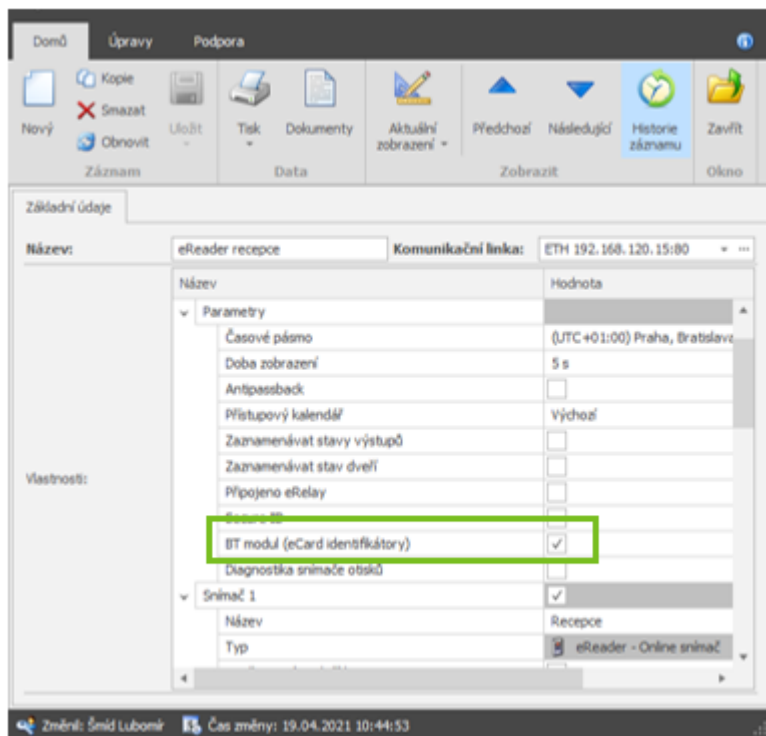 Domů Úpravy Podpora
Nový
Kopie
Smazat
Obnovit
Uložit
Tisk
Dokumenty
Aktuální
zobrazení
Předchozí
Následující
Historie
záznamu
Zavřít
Záznam Data Zobrazit Okno
Základní údaje
Název: eReader recepce Komunikační linka: ETH 192.168.120.15:80
Název Hodnota
Parametry
Časové pásmo (UTC+01:00) Praha, Bratislava
Doba zobrazení 5 s
Antipassback
Přístupový kalendář Výchozí
Zaznamenávat stavy výstupů
Zaznamenávat stav dveří
Vlastnosti:
Připojeno eRelay
BT modul (eCard identifikátory)
Diagnostika snímače otisků
Snímač 1
Název Recepce
Typ eReader - Online snímač
Změnil: Šmíd Lubomír Čas změny: 19.04.2021 10:44:53